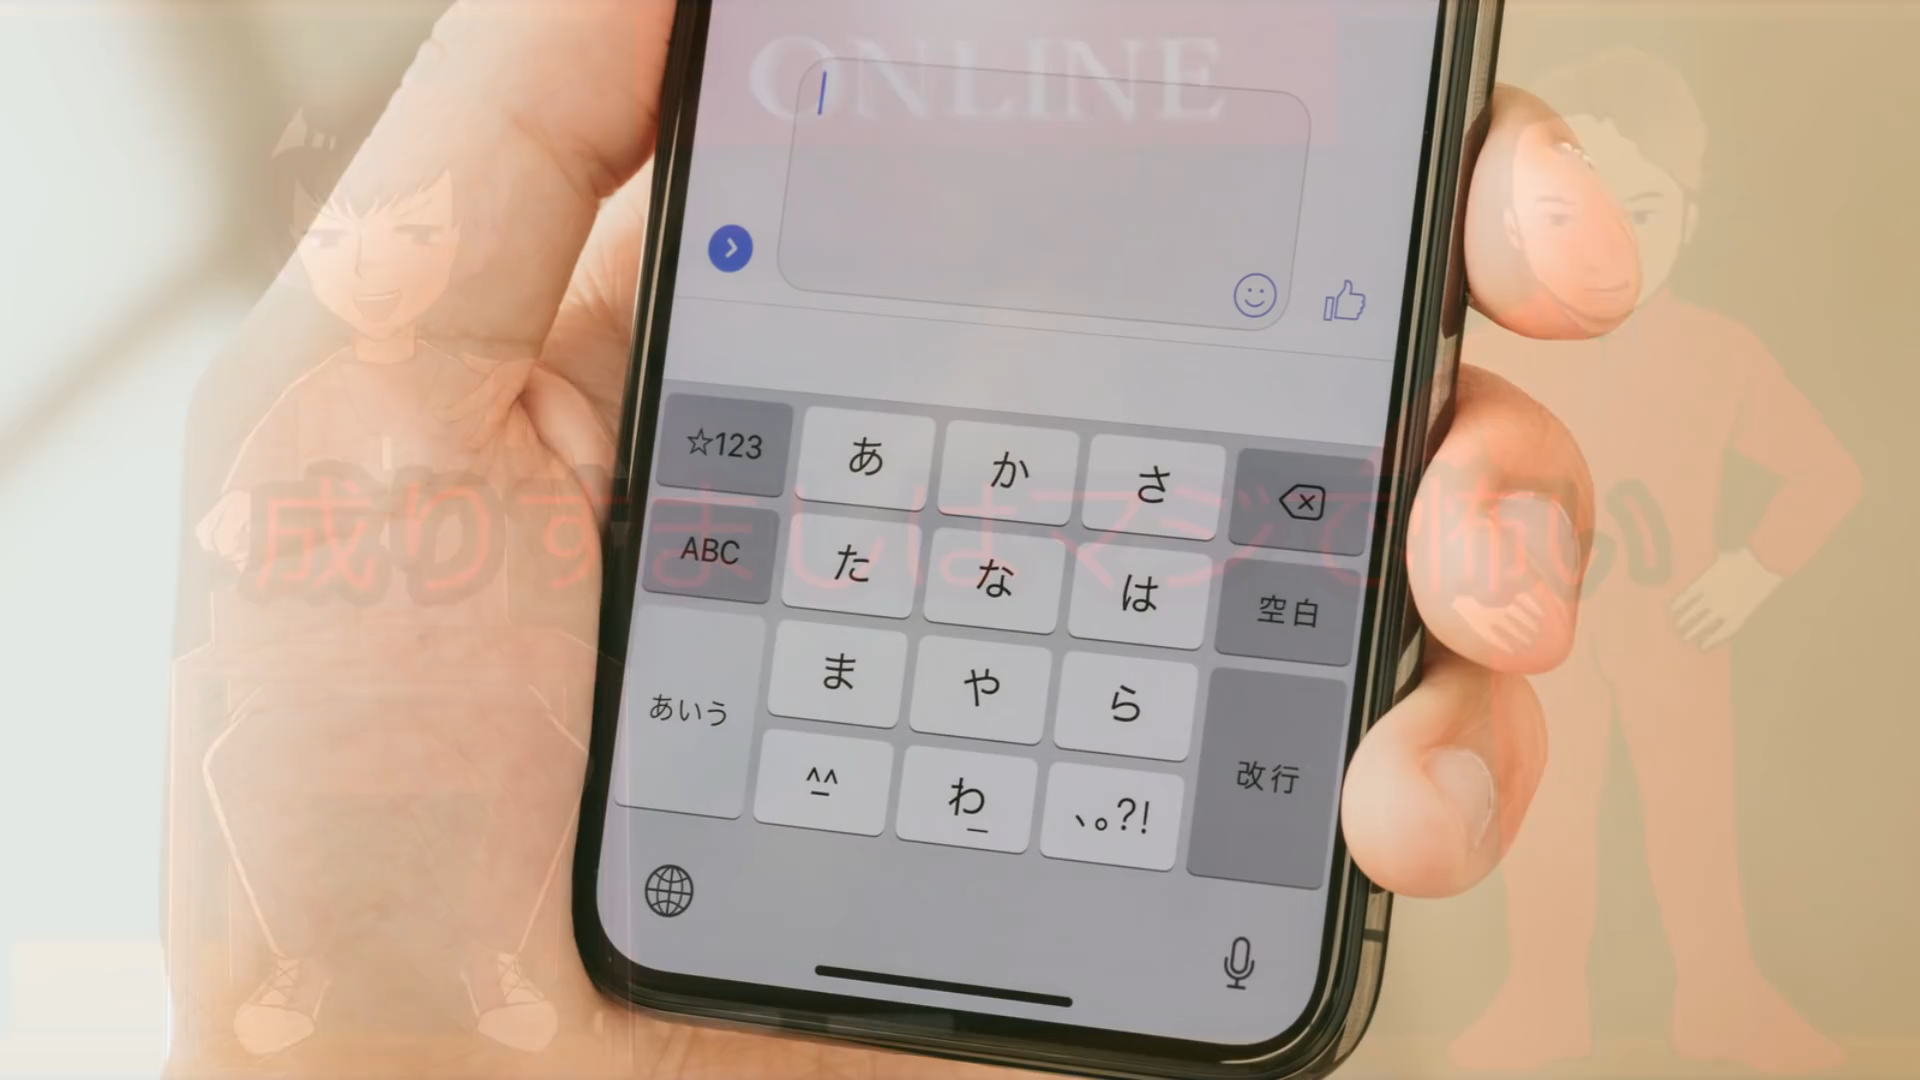 ONLINE
☆123 あ か さ
成りすましはマジで怖い
ABC た な は 空白
あいう ま や ら 改行
^^ わ 、。?!